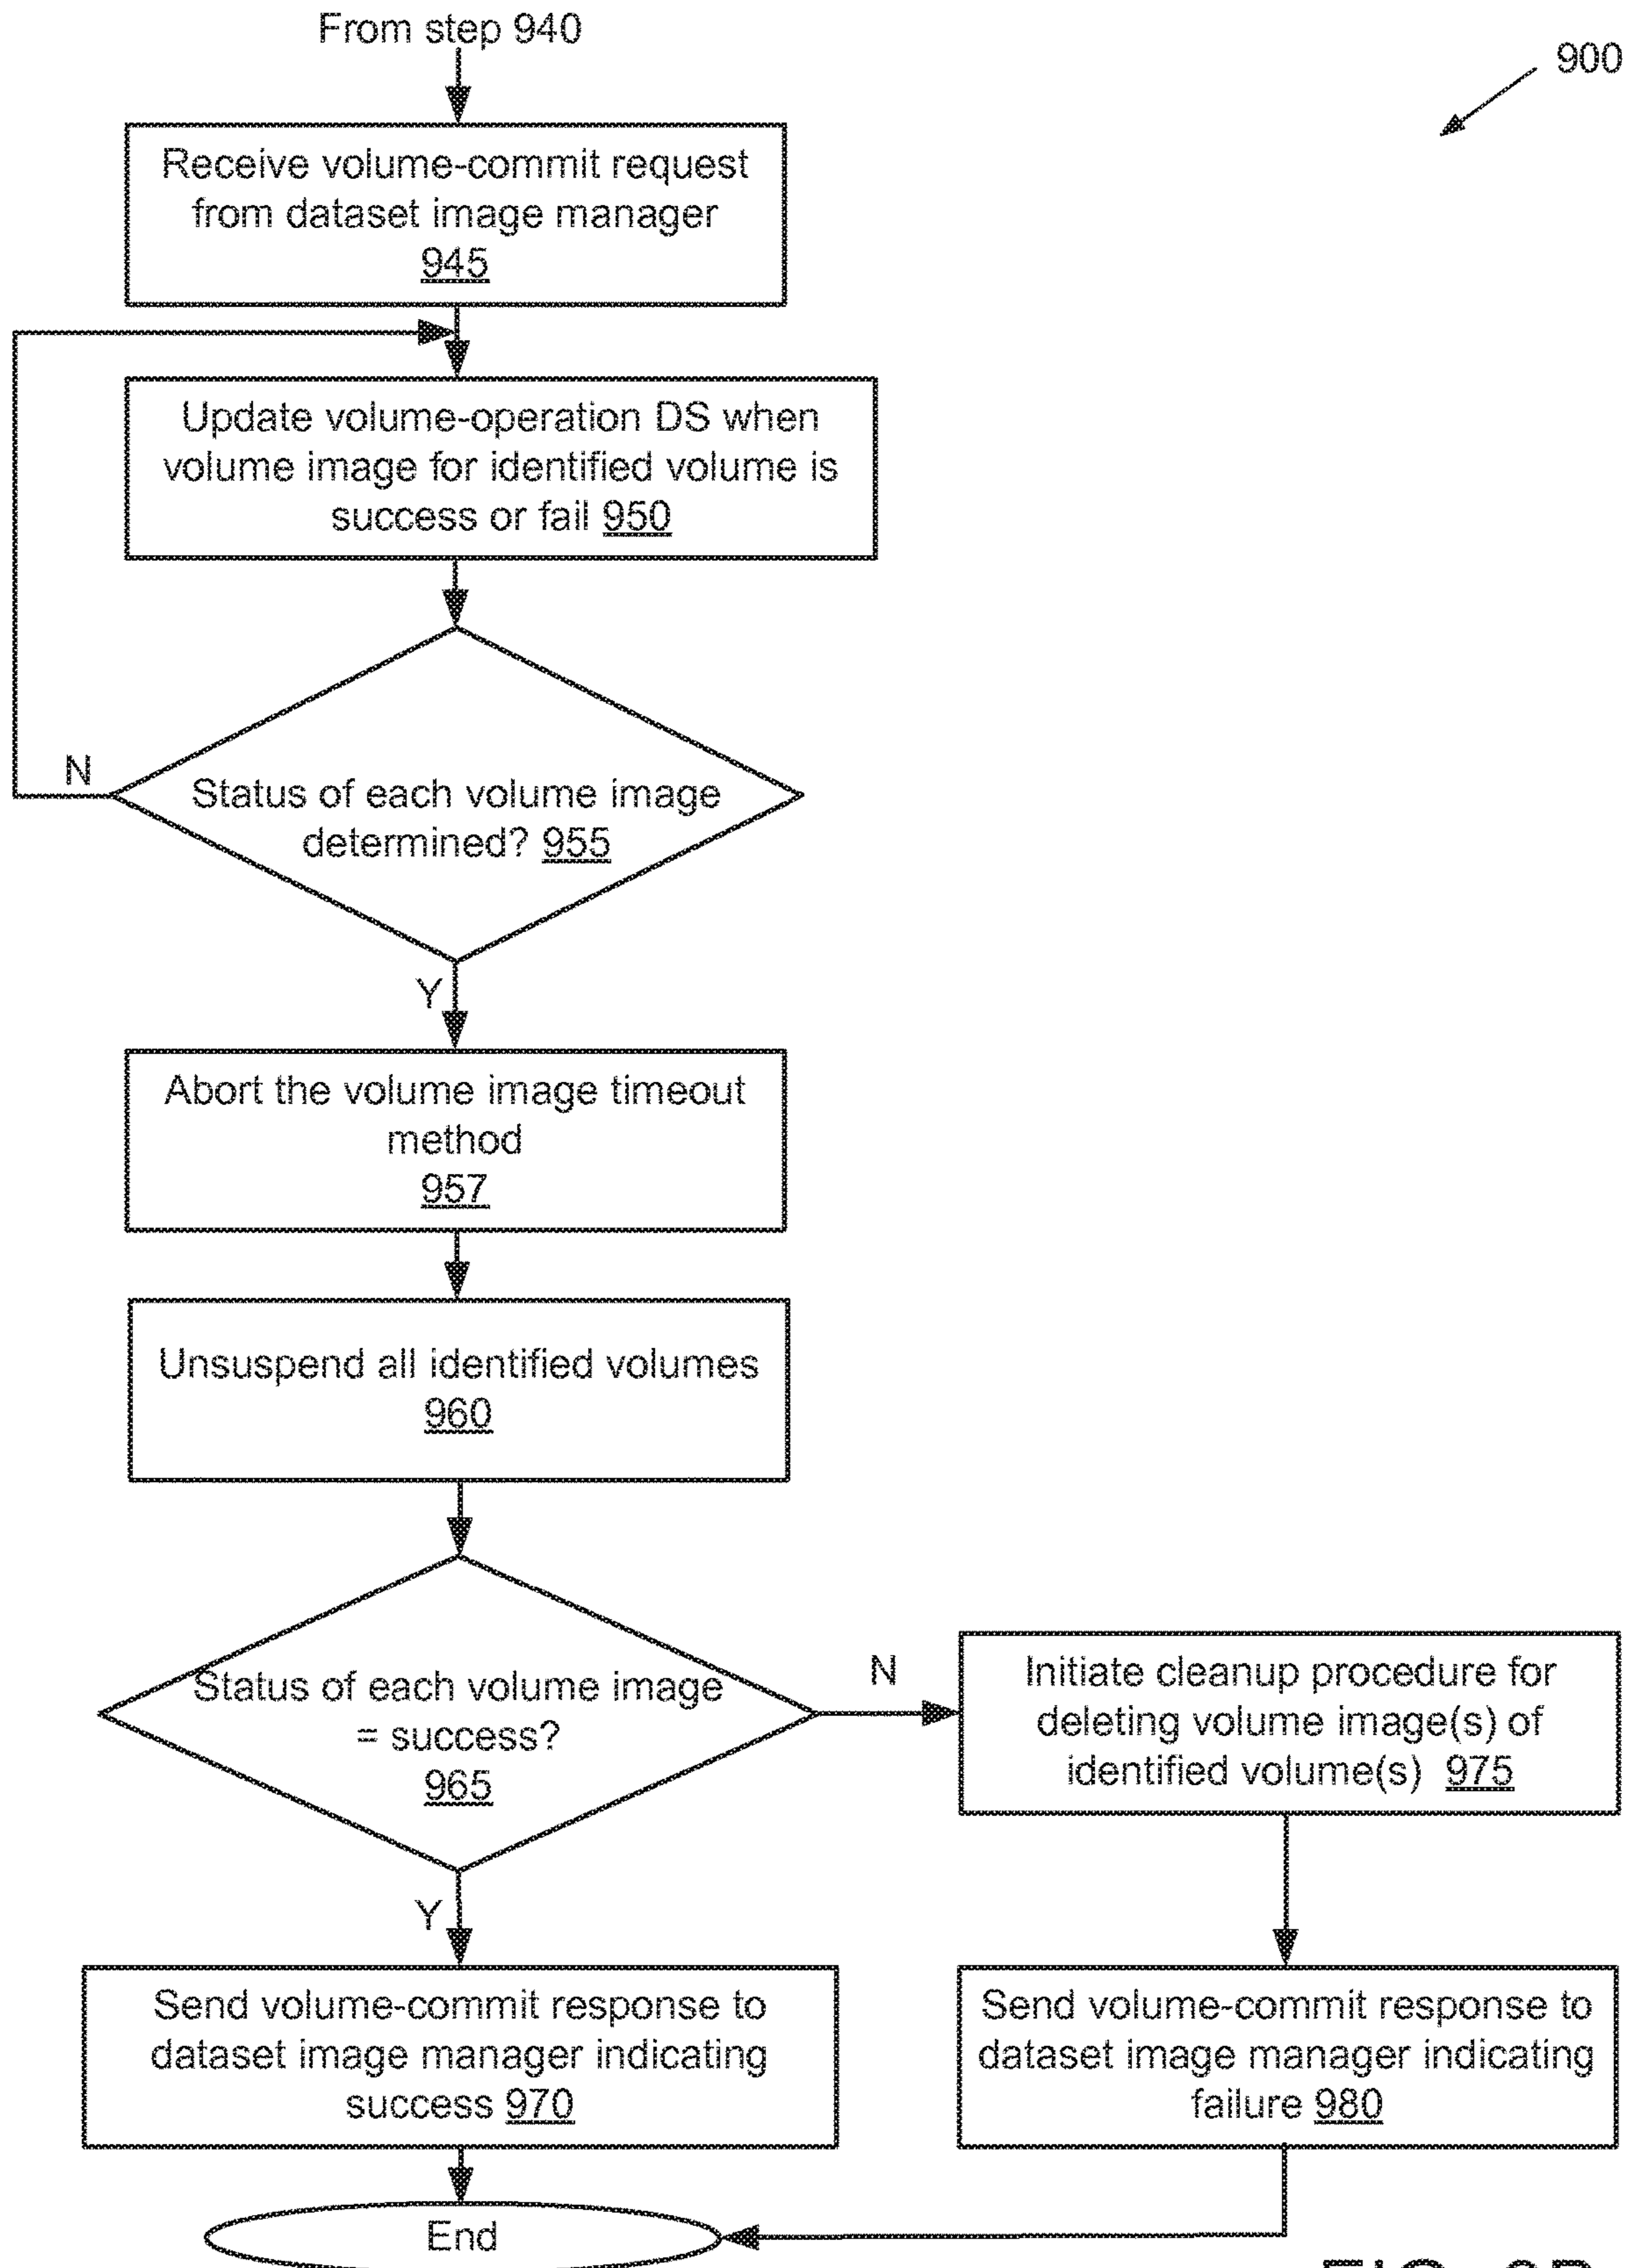 From step 940
900
Receive volume-commit request
from dataset image manager
945
Update volume-operation DS when
volume image for identified volume is
success or fail 950
N
Status of each volume image
determined? 955
Y
Abort the volume image timeout
method
957
Unsuspend all identified volumes
960
Status of each volume image
= success?
965
N
Initiate cleanup procedure for
deleting volume image(s) of
identified volume(s) 975
Y
Send volume-commit response to
dataset image manager indicating
success 970
Send volume-commit response to
dataset image manager indicating
failure 980
End